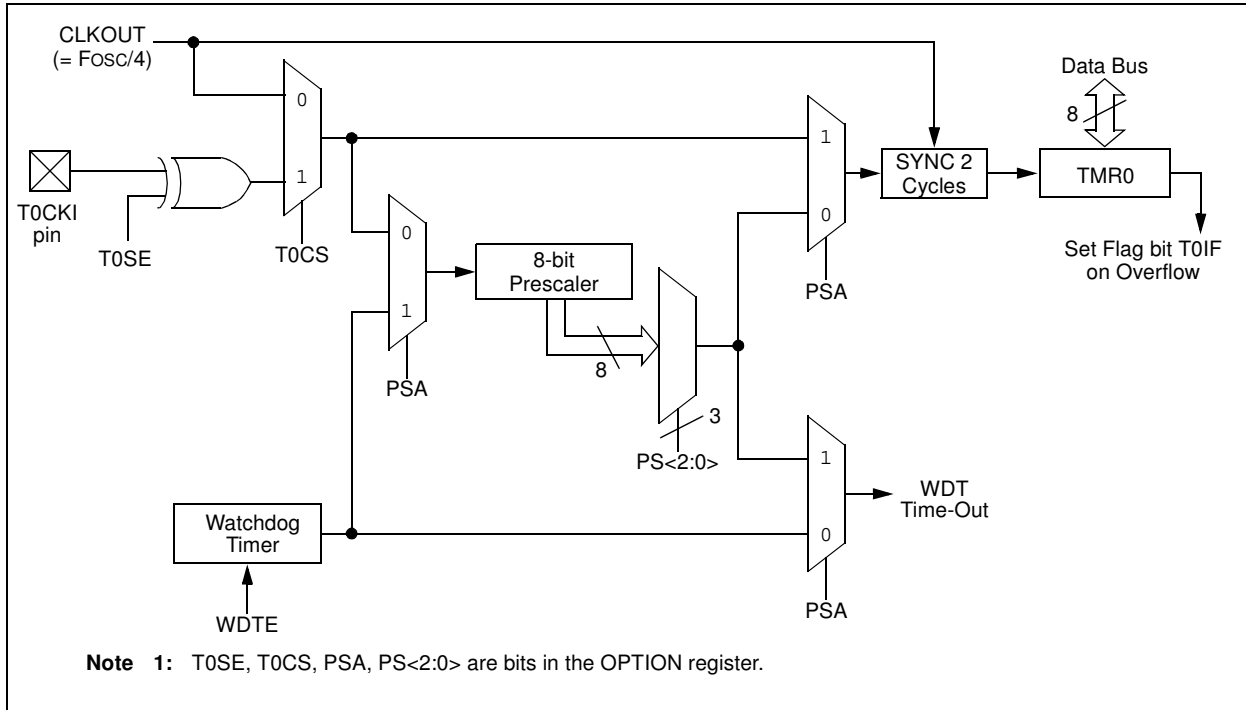 CLKOUT
(= FOSC/4)
Data Bus
8
0
1
T0CKI
pin
T0SE
T0CS
1
0
PSA
SYNC 2
Cycles
TMR0
Set Flag bit T0IF
on Overflow
0
1
PSA
8-bit
Prescaler
8
3
PS<2:0>
1
0
PSA
WDT
Time-Out
Watchdog
Timer
WDTE
Note 1: T0SE, T0CS, PSA, PS<2:0> are bits in the OPTION register.